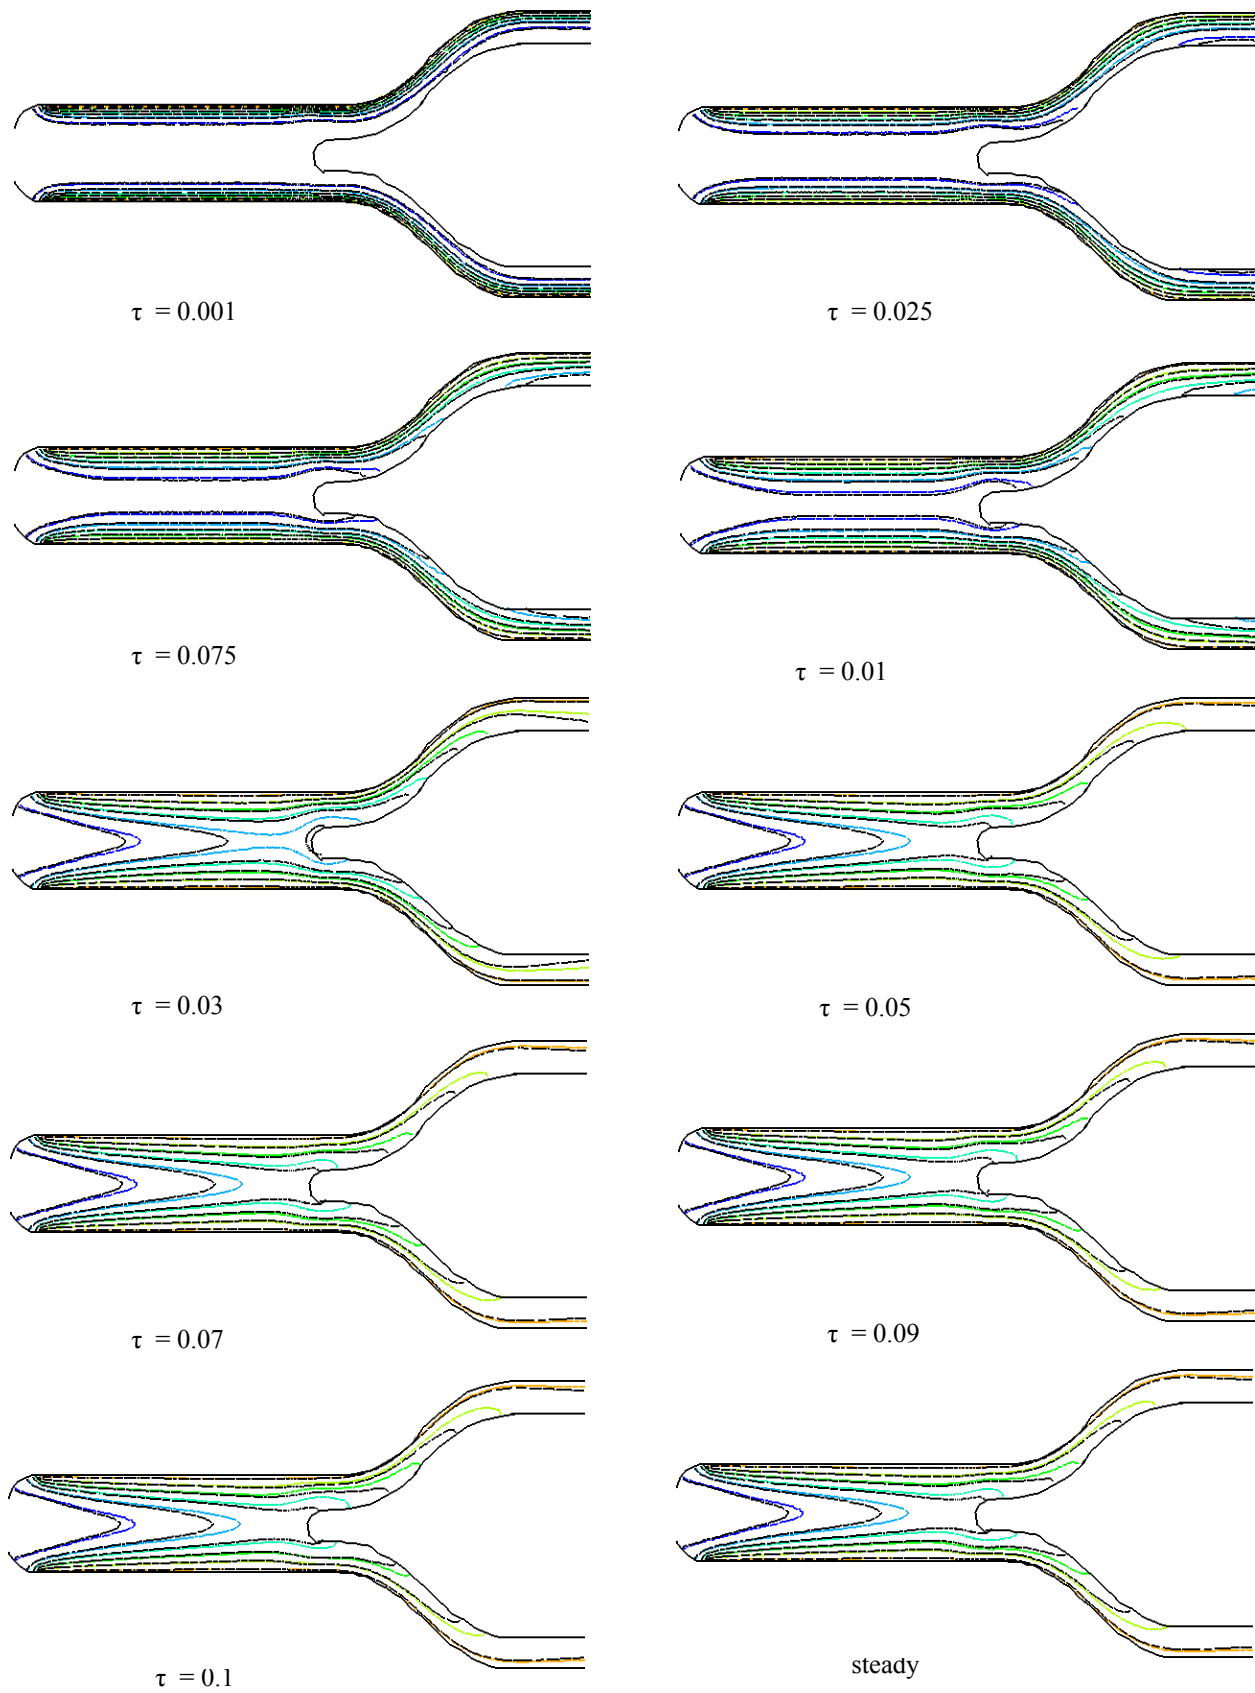 τ = 0.001
τ = 0.025
τ = 0.075
τ = 0.01
τ = 0.03
τ = 0.05
τ = 0.07
τ = 0.09
τ = 0.1
steady